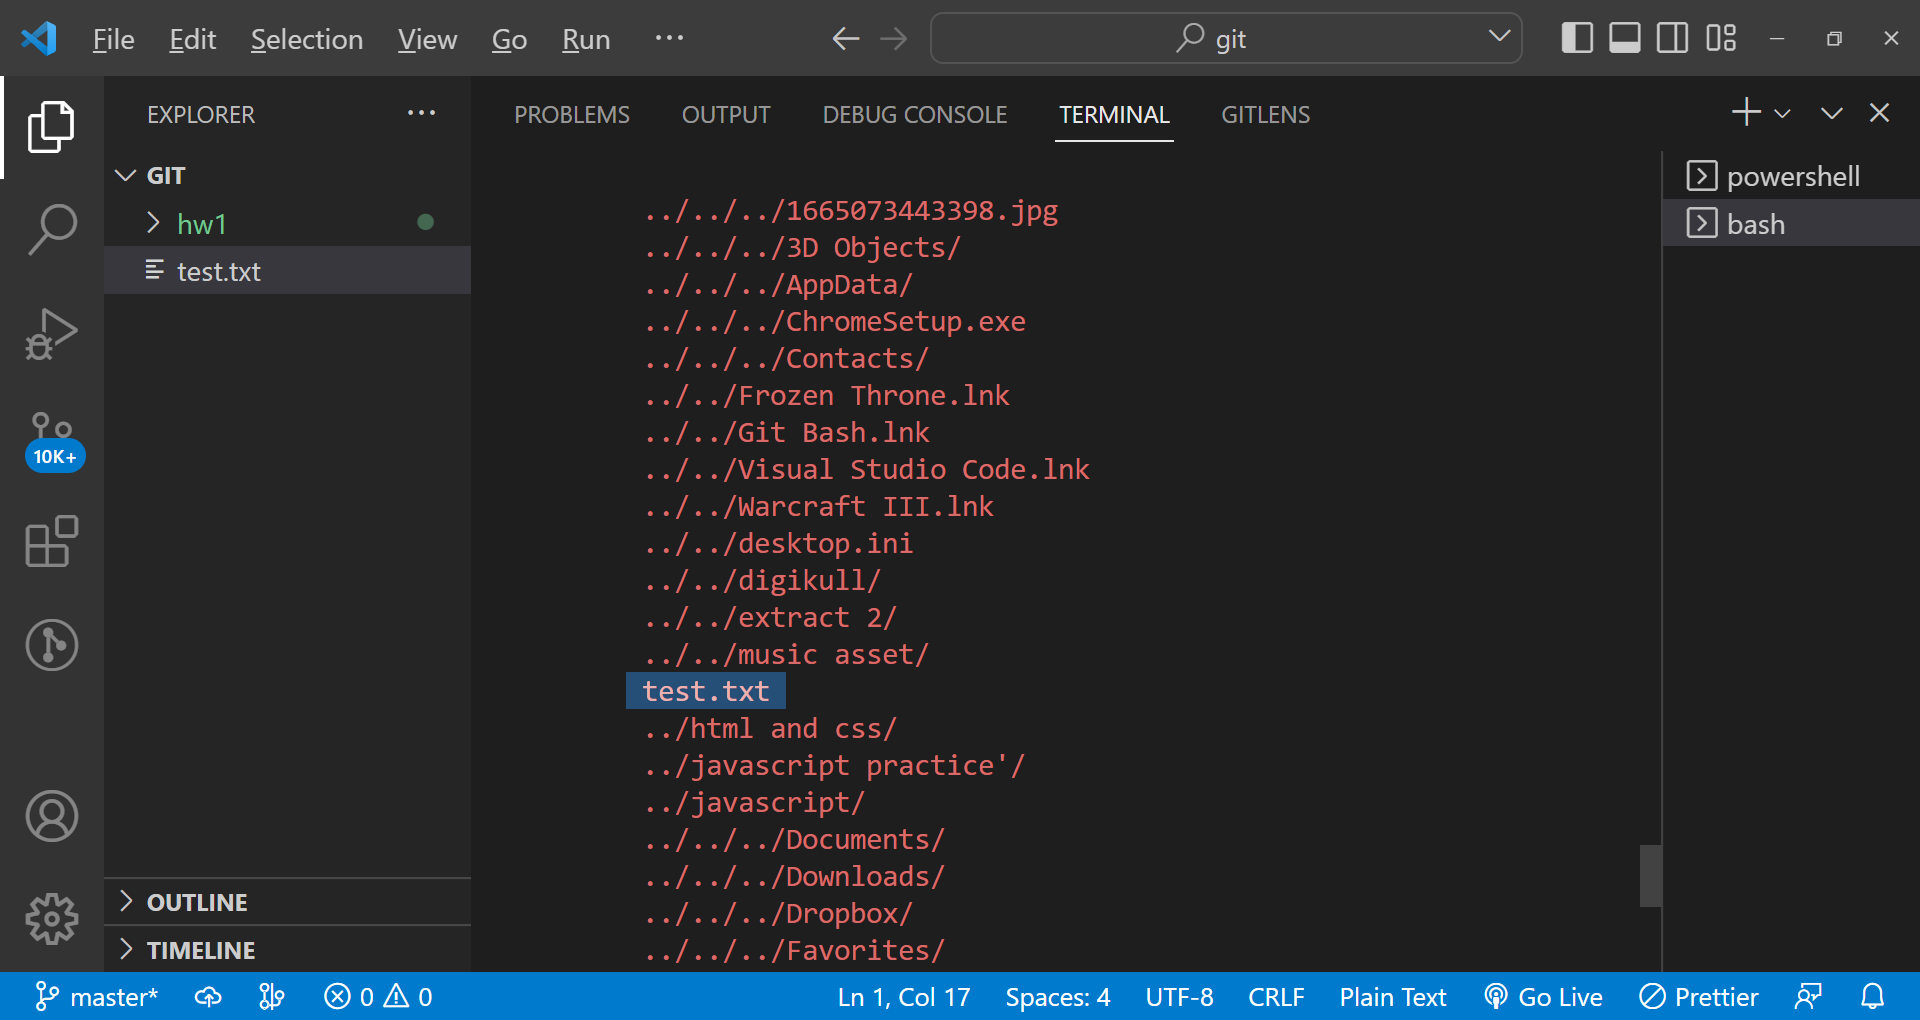 File Edit Selection View Go Run ... git
EXPLORER ...
GIT
hw1
test.txt
10K+
OUTLINE
TIMELINE
PROBLEMS OUTPUT DEBUG CONSOLE TERMINAL GITLENS
../../../1665073443398.jpg
../../../3D Objects/
../../../AppData/
../../../ChromeSetup.exe
../../../Contacts/
../../Frozen Throne.lnk
../../Git Bash.lnk
../../Visual Studio Code.lnk
../../Warcraft III.lnk
../../desktop.ini
../../digikull/
../../extract 2/
../../music asset/
test.txt
../html and css/
../javascript practice'/
../javascript/
../../../Documents/
../../../Downloads/
../../../Dropbox/
../../../Favorites/
powershell
bash
master* 0 0 Ln 1, Col 17 Spaces: 4 UTF-8 CRLF Plain Text Go Live Prettier